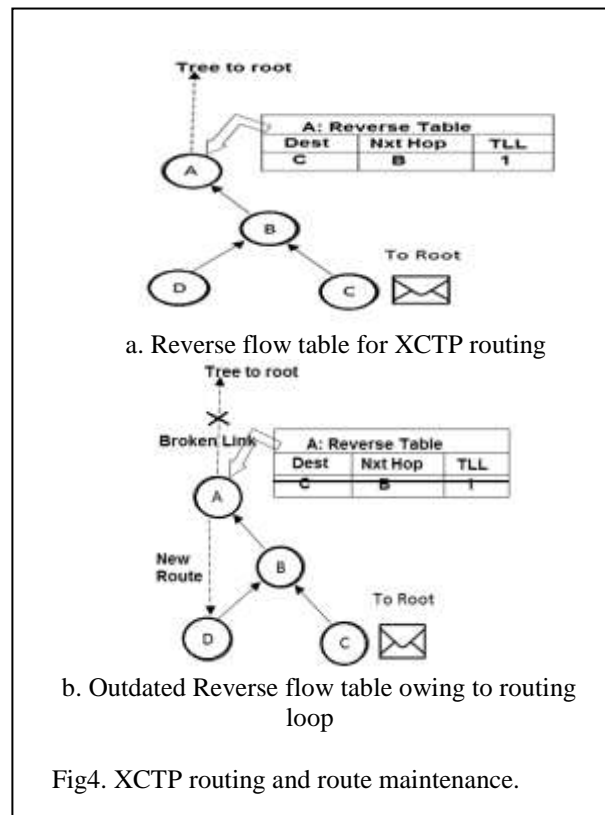 Tree to root
A: Reverse Table
Dest Nxt Hop TLL
C B 1
A
B
To Root
D
C
a. Reverse flow table for XCTP routing
Tree to root
Broken Link
A: Reverse Table
Dest Nxt Hop TLL
C B 1
A
New
Route
B
To Root
D
C
b. Outdated Reverse flow table owing to routing
loop
Fig4. XCTP routing and route maintenance.